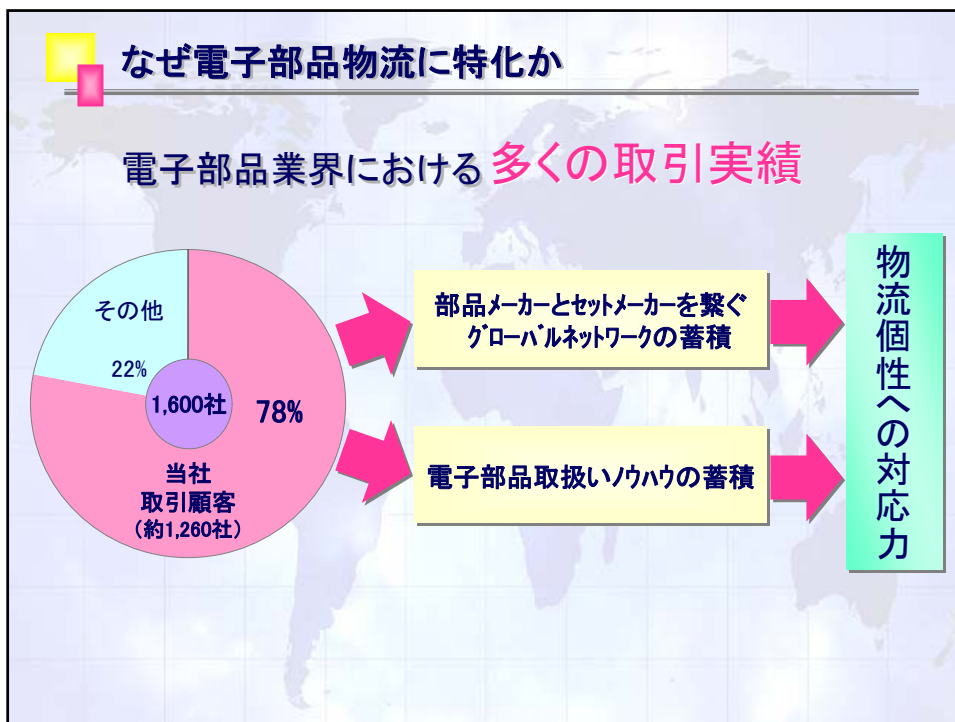 なぜ電子部品物流に特化か
電子部品業界における多くの取引実績
その他
22%
1,600社
78%
当社
取引顧客
（約1,260社）
部品ﾒｰｶｰとｾｯﾄﾒｰｶｰを繋ぐ
ｸﾞﾛｰﾊﾞﾙﾈｯﾄﾜｰｸの蓄積
電子部品取扱いﾉｳﾊｳの蓄積
物流個性への対応力